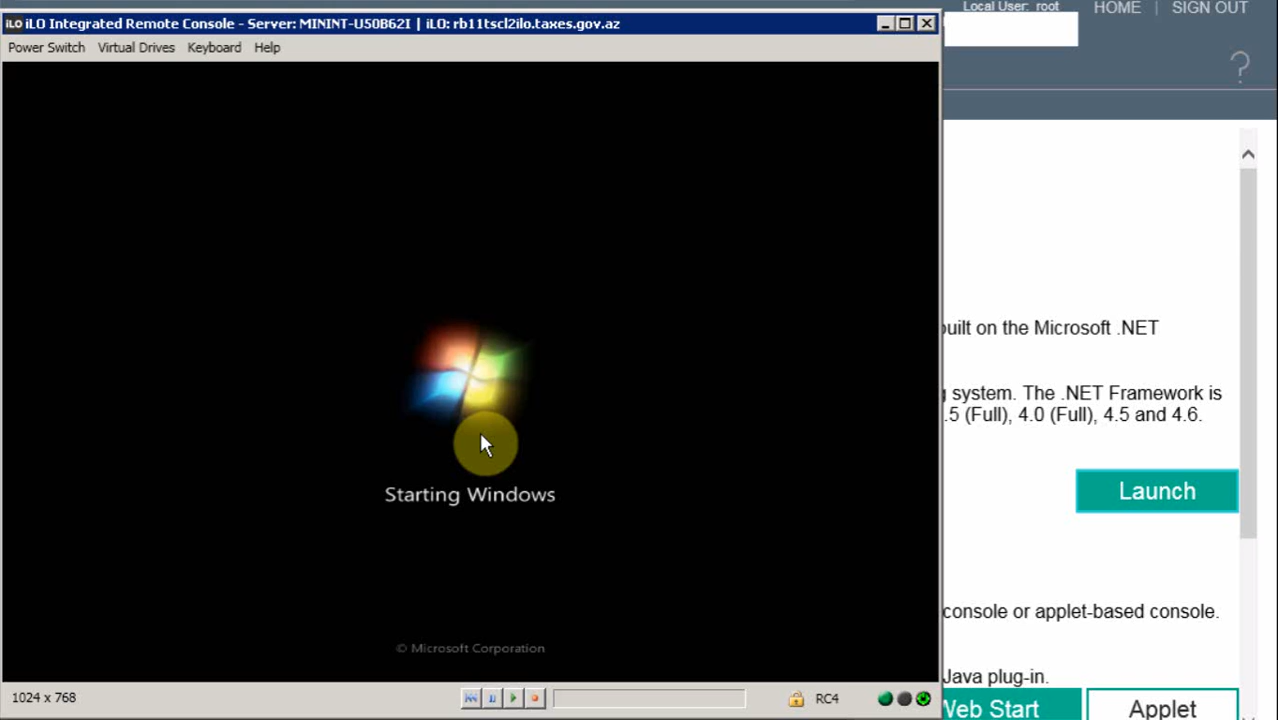 Local User: root HOME | SIGN OUT
iLO iLO Integrated Remote Console - Server: MININT-U50B62I | iLO: rb11tscl2ilo.taxes.gov.az
Power Switch Virtual Drives Keyboard Help
?
uilt on the Microsoft .NET
system. The .NET Framework is
.5 (Full), 4.0 (Full), 4.5 and 4.6.
Launch
Starting Windows
console or applet-based console.
© Microsoft Corporation
Java plug-in.
1024 x 768 RC4
Web Start Applet